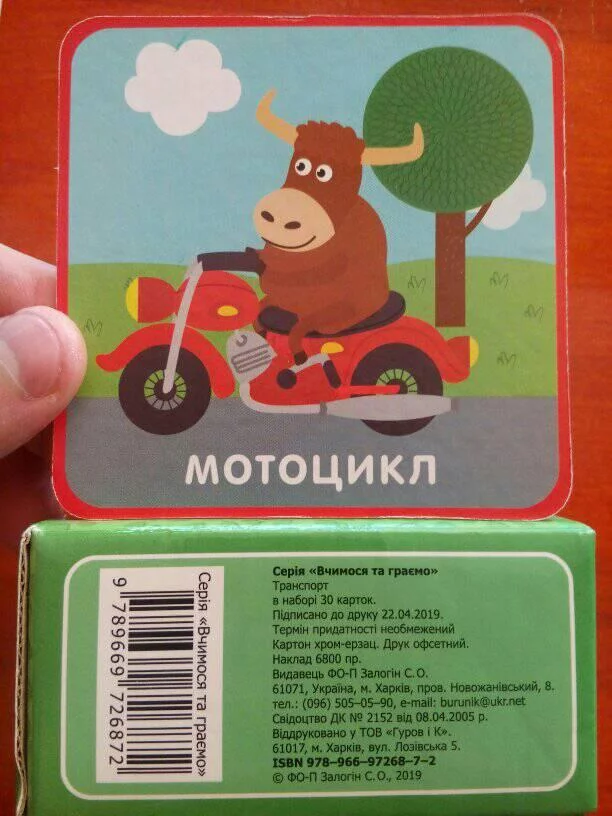 МОТОЦИКЛ
Серія «Вчимося та граємо»
9 789669 726872
Серія «Вчимося та граємо»
Транспорт
в наборі 30 карток.
Підписано до друку 22.04.2019.
Термін придатності необмежений
Картон хром-ерзац. Друк офсетний.
Наклад 6800 пр.
Видавець ФО-П Залогін С.О.
61071, Україна, м. Харків, пров. Новожанівський, 8.
тел.: (096) 505–05–90, e-mail: burunik@ukr.net
Свідоцтво ДК № 2152 від 08.04.2005 р.
Віддруковано у ТОВ «Гуров і К».
61017, м. Харків, вул. Лозівська 5.
ISBN 978–966–97268–7–2
© ФО-П Залогін С.О., 2019